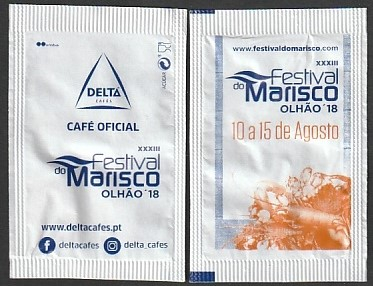 DELTA
CAFÉS
AÇÚCAR
CAFÉ OFICIAL
XXXIII
Festival
do Marisco
OLHÃO´18
www.deltacafes.pt
deltacafes
delta_cafes
www.festivaldomarisco.com
XXXIII
Festival
do Marisco
OLHÃO´18
10 a 15 de Agosto